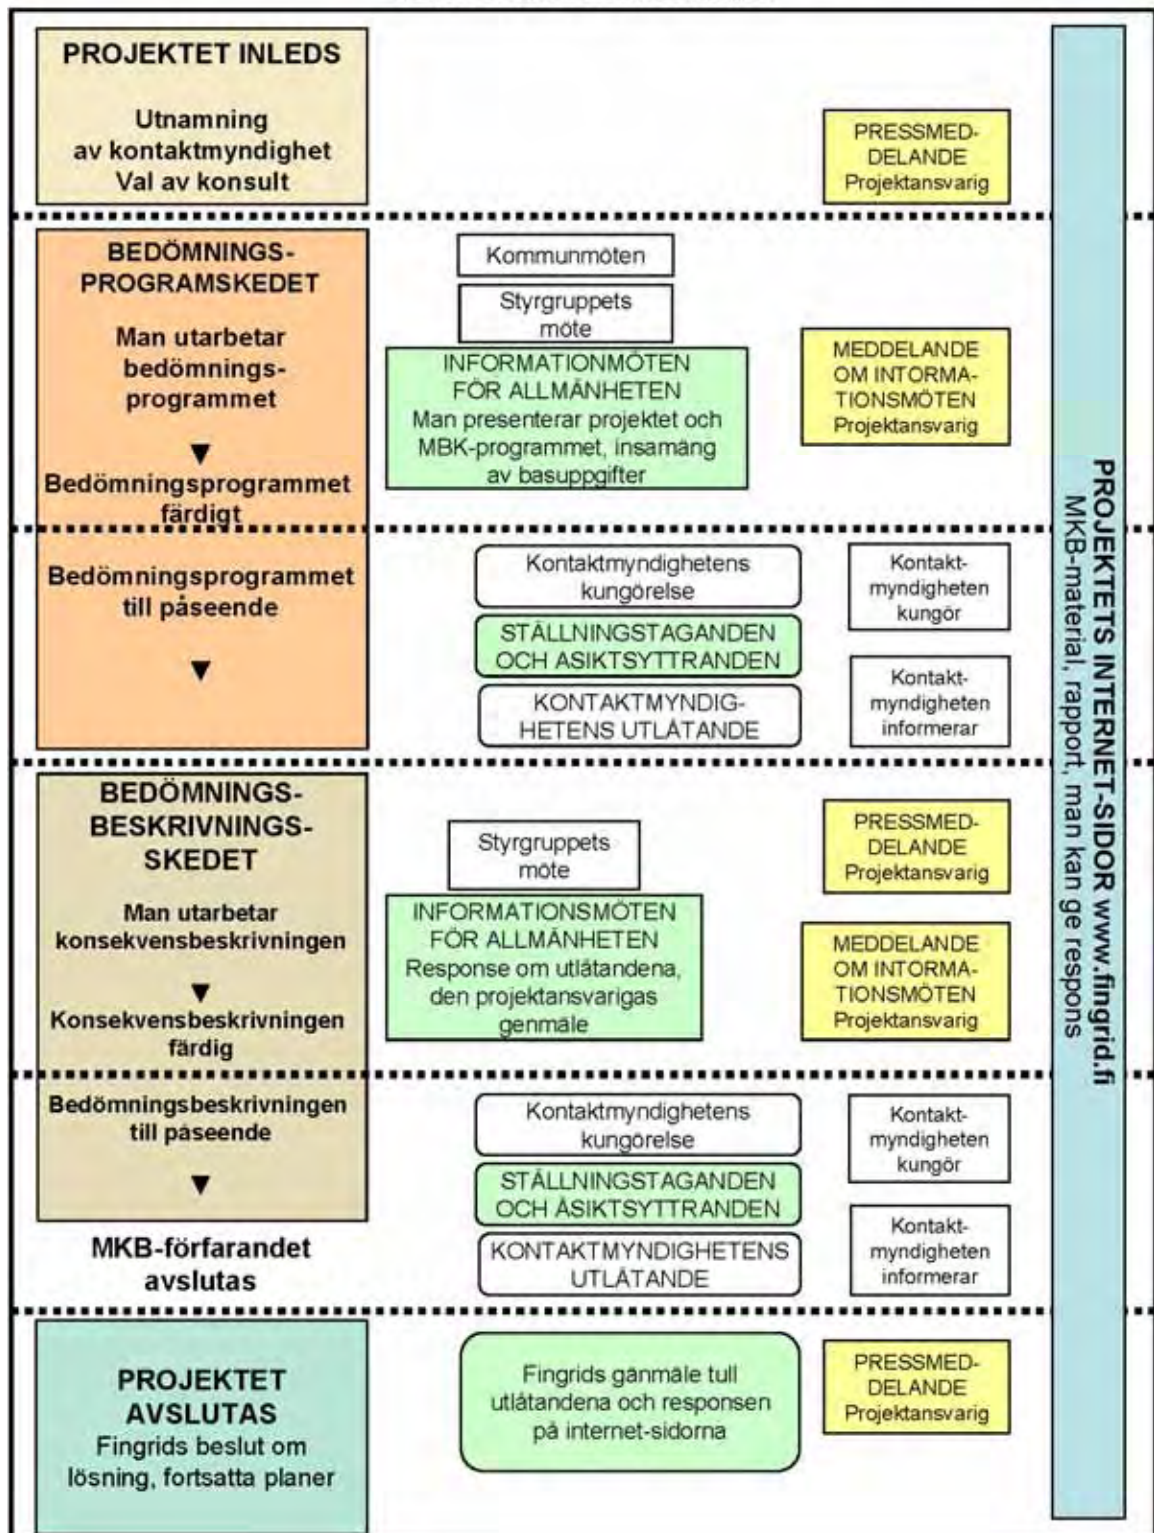 PROJEKTET INLEDS
Utnamning
av kontaktmyndighet
Val av konsult
PRESSMED-
DELANDE
Projektansvarig
BEDÖMNINGS-
PROGRAMSKEDET
Man utarbetar
bedömnings-
programmet
Bedömningsprogrammet
färdigt
Kommunmöten
Styrgruppets
möte
INFORMATIONMÖTEN
FÖR ALLMÄNHETEN
Man presenterar projektet och
MBK-programmet, insamäng
av basuppgifter
MEDDELANDE
OM INTORMA-
TIONSMÖTEN
Projektansvarig
Bedömningsprogrammet
till påseende
Kontaktmyndighetens
kungörelse
STÄLLNINGSTAGANDEN
OCH ASIKTSYTTRANDEN
KONTAKTMYNDIG-
HETENS UTLÅTANDE
Kontakt-
myndigheten
kungör
Kontakt-
myndigheten
informerar
BEDÖMNINGS-
BESKRIVNINGS-
SKEDET
Man utarbetar
konsekvensbeskrivningen
Konsekvensbeskrivningen
färdig
Styrgruppets
möte
INFORMATIONSMÖTEN
FÖR ALLMÄNHETEN
Response om utlåtandena,
den projektansvarigas
genmäle
PRESSMED-
DELANDE
Projektansvarig
MEDDELANDE
OM INTORMA-
TIONSMÖTEN
Projektansvarig
Bedömningsbeskrivningen
till påseende
MKB-förfarandet
avslutas
Kontaktmyndighetens
kungörelse
STÄLLNINGSTAGANDEN
OCH ÅSIKTSYTTRANDEN
KONTAKTMYNDIGHETENS
UTLÅTANDE
Kontakt-
myndigheten
kungör
Kontakt-
myndigheten
informerar
PROJEKTET
AVSLUTAS
Fingrids beslut om
lösning, fortsatta planer
Fingrids gänmäle tull
utlåtandena och responsen
på internet-sidorna
PRESSMED-
DELANDE
Projektansvarig
PROJEKTETS INTERNET-SIDOR www.fingrid.fi
MKB-material, rapport, man kan ge respons